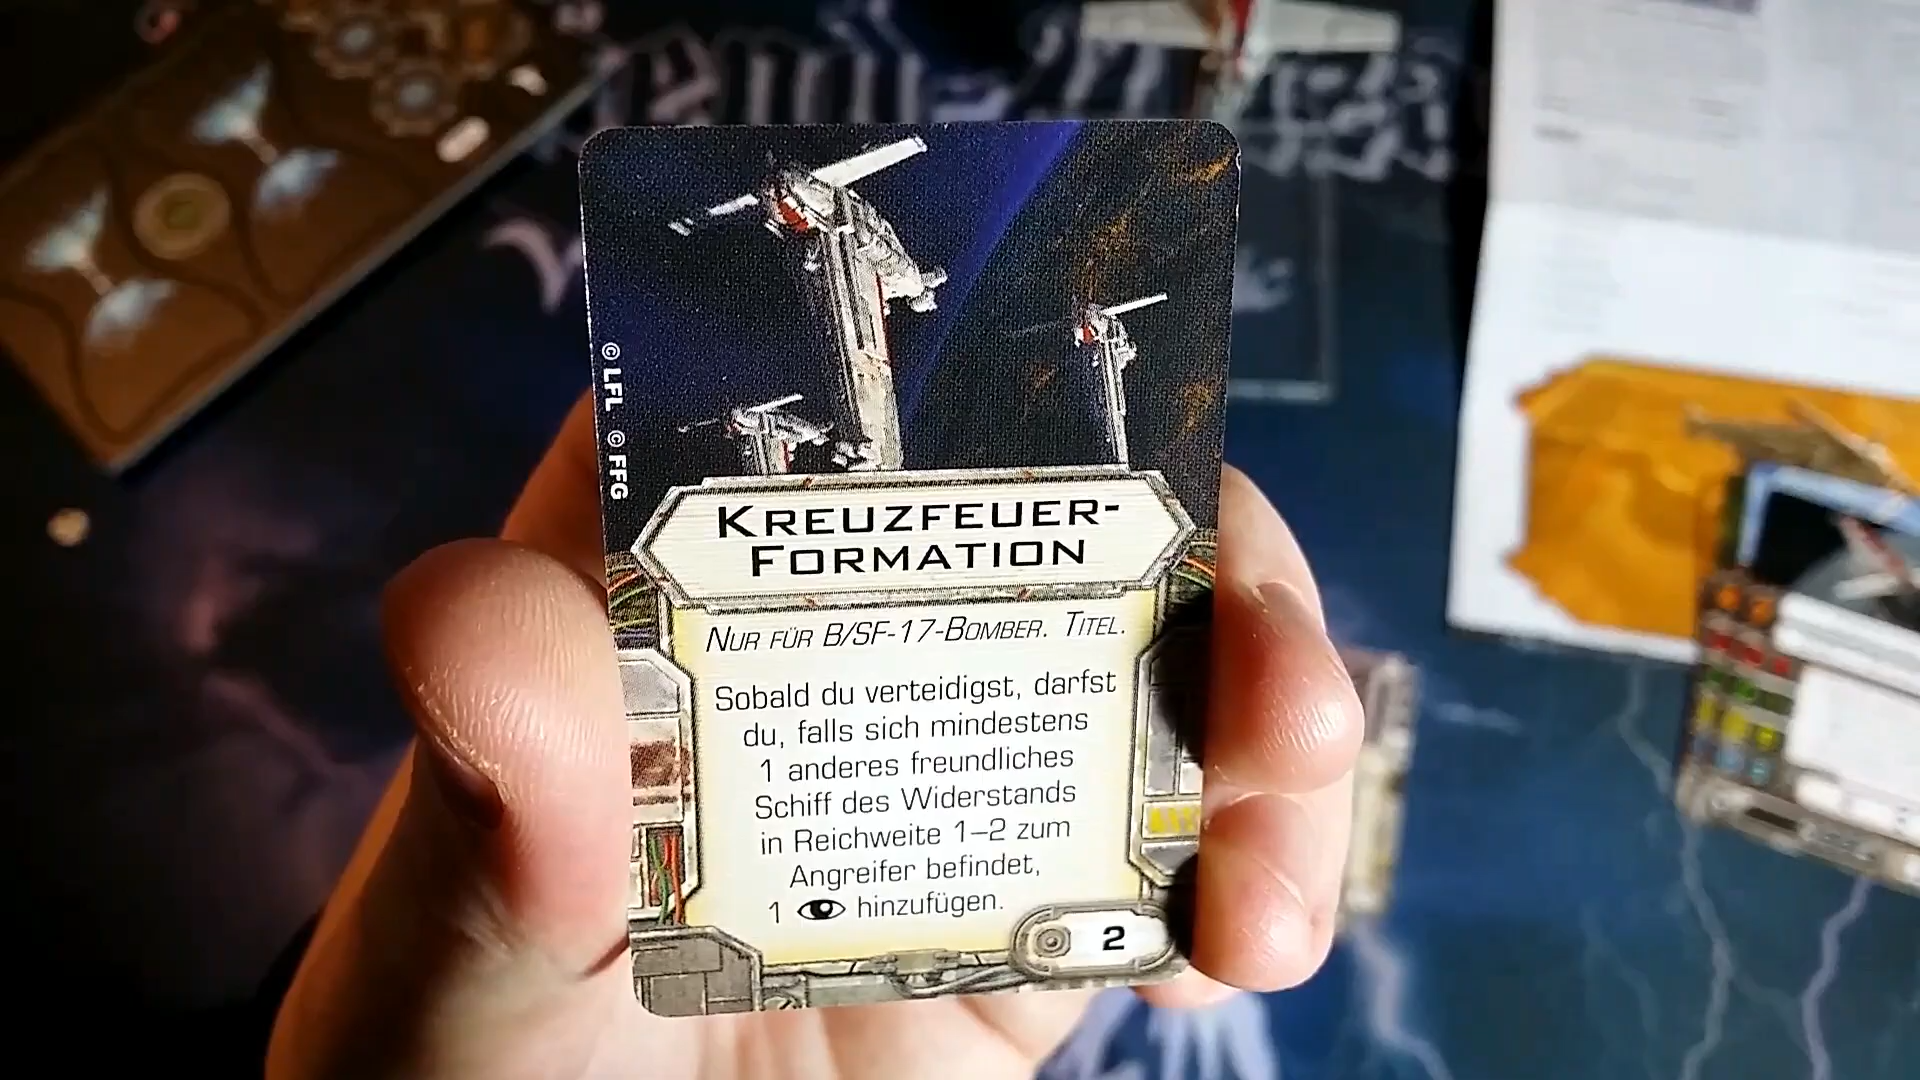 © LFL © FFG
KREUZFEUER-
FORMATION
NUR FÜR B/SF-17-BOMBER. TITEL.
Sobald du verteidigst, darfst
du, falls sich mindestens
1 anderes freundliches
Schiff des Widerstands
in Reichweite 1–2 zum
Angreifer befindet,
1 hinzufügen.
2